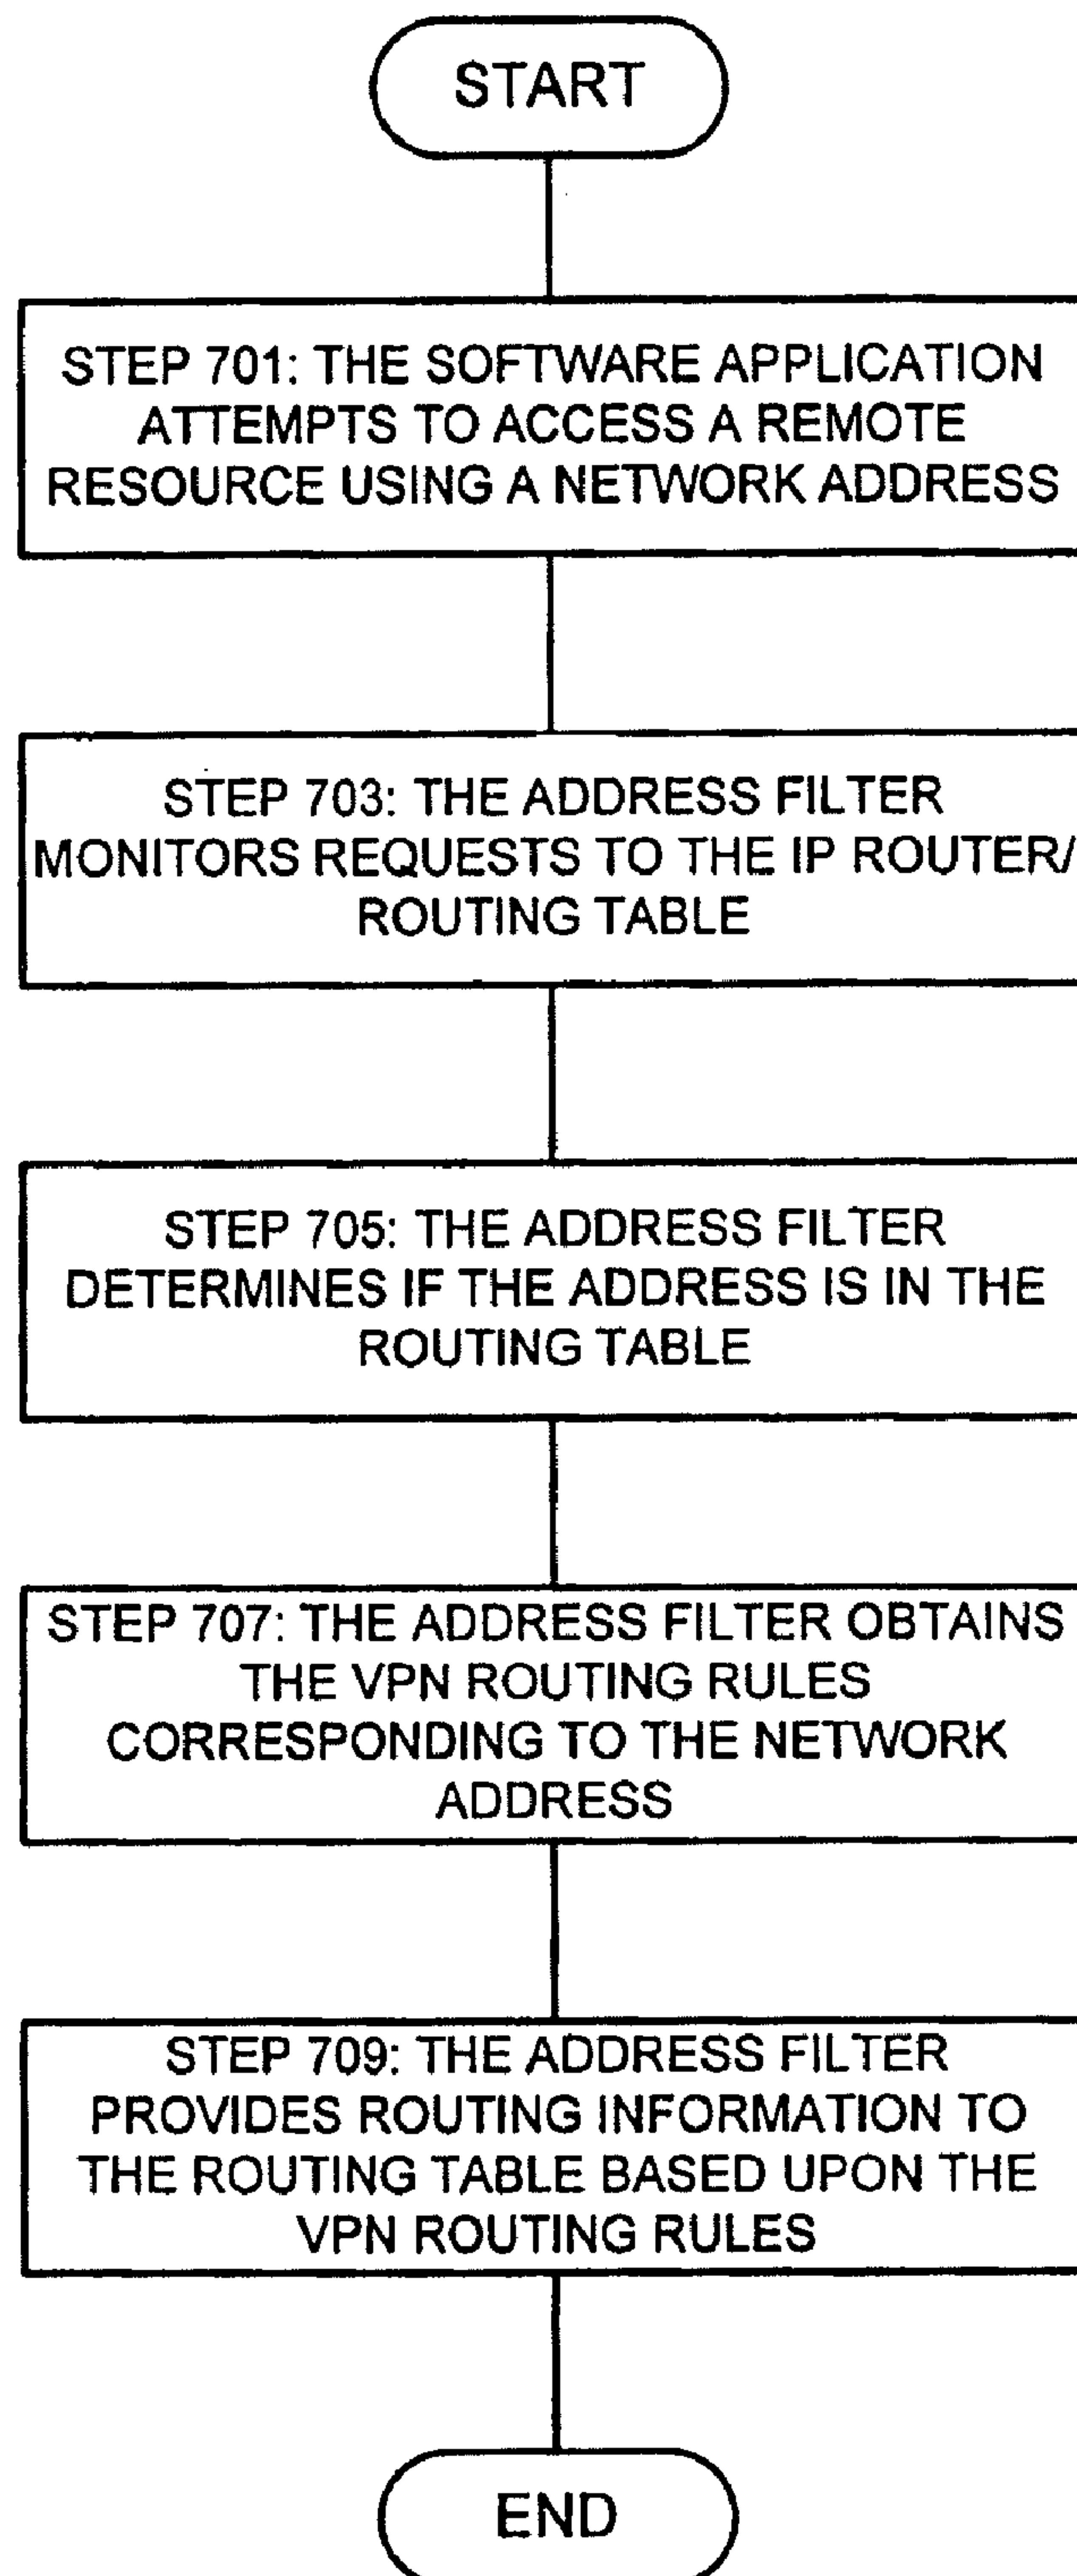 START
STEP 701: THE SOFTWARE APPLICATION
ATTEMPTS TO ACCESS A REMOTE
RESOURCE USING A NETWORK ADDRESS
STEP 703: THE ADDRESS FILTER
MONITORS REQUESTS TO THE IP ROUTER/
ROUTING TABLE
STEP 705: THE ADDRESS FILTER
DETERMINES IF THE ADDRESS IS IN THE
ROUTING TABLE
STEP 707: THE ADDRESS FILTER OBTAINS
THE VPN ROUTING RULES
CORRESPONDING TO THE NETWORK
ADDRESS
STEP 709: THE ADDRESS FILTER
PROVIDES ROUTING INFORMATION TO
THE ROUTING TABLE BASED UPON THE
VPN ROUTING RULES
END